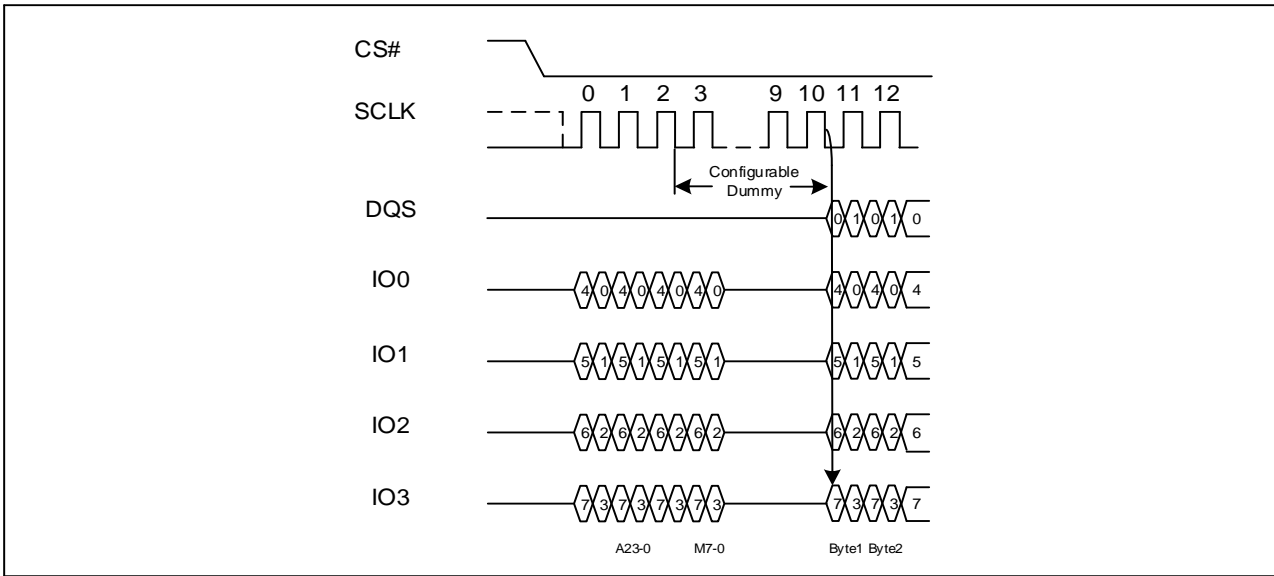 CS#
0 1 2 3 9 10 11 12
SCLK
Configurable
Dummy
DQS
0 1 0 1 0
IO0
4 0 4 0 4 0 4 0 4 0 4 0 4
IO1
5 1 5 1 5 1 5 1 5 1 5 1 5
IO2
6 2 6 2 6 2 6 2 6 2 6 2 6
IO3
7 3 7 3 7 3 7 3 7 3 7 3 7
A23-0 M7-0 Byte1 Byte2